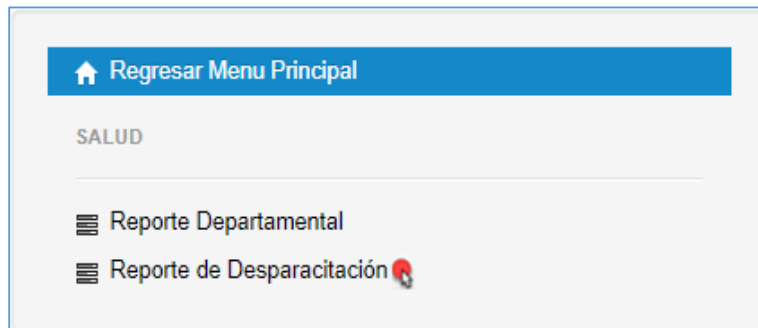 Regresar Menu Principal
SALUD
Reporte Departamental
Reporte de Desparacitación